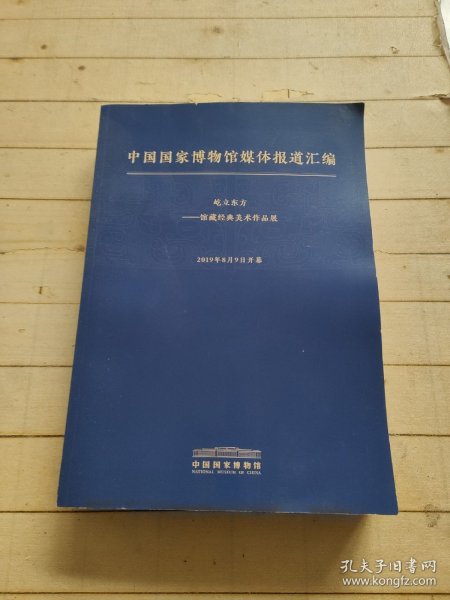 中国国家博物馆媒体报道汇编
屹立东方
——馆藏经典美术作品展
2019年8月9日开幕
中国国家博物馆
NATIONAL MUSEUM OF CHINA
孔夫子旧书网
www.kongfz.com